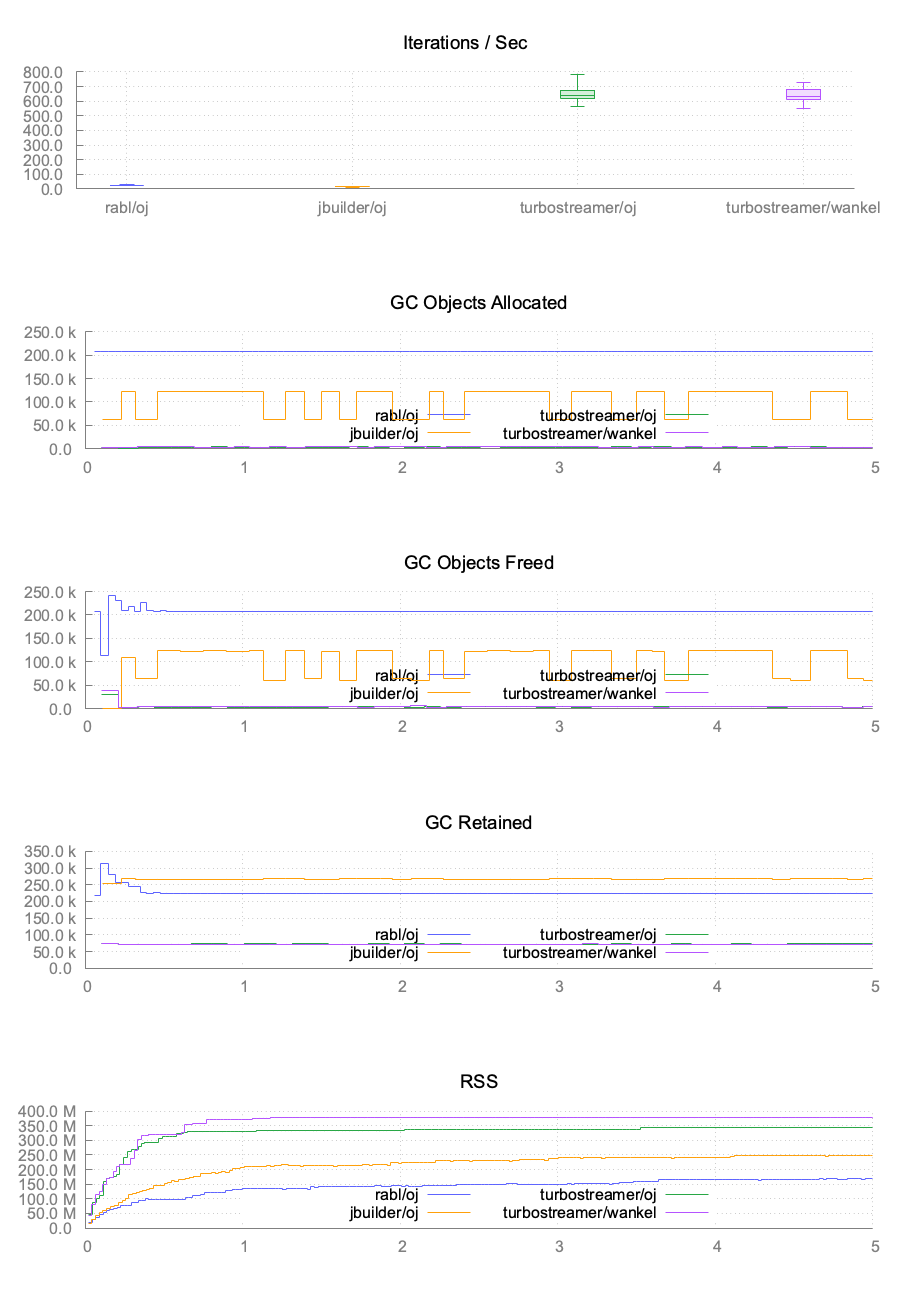 Iterations / Sec
800.0
700.0
600.0
500.0
400.0
300.0
200.0
100.0
0.0
rabl/oj jbuilder/oj turbostreamer/oj turbostreamer/wankel
GC Objects Allocated
250.0 k
200.0 k
150.0 k
100.0 k
50.0 k
0.0
rabl/oj turbostreamer/oj
jbuilder/oj turbostreamer/wankel
0 1 2 3 4 5
GC Objects Freed
250.0 k
200.0 k
150.0 k
100.0 k
50.0 k
0.0
rabl/oj turbostreamer/oj
jbuilder/oj turbostreamer/wankel
0 1 2 3 4 5
GC Retained
350.0 k
300.0 k
250.0 k
200.0 k
150.0 k
100.0 k
50.0 k
0.0
rabl/oj turbostreamer/oj
jbuilder/oj turbostreamer/wankel
0 1 2 3 4 5
RSS
400.0 M
350.0 M
300.0 M
250.0 M
200.0 M
150.0 M
100.0 M
50.0 M
0.0
rabl/oj turbostreamer/oj
jbuilder/oj turbostreamer/wankel
0 1 2 3 4 5